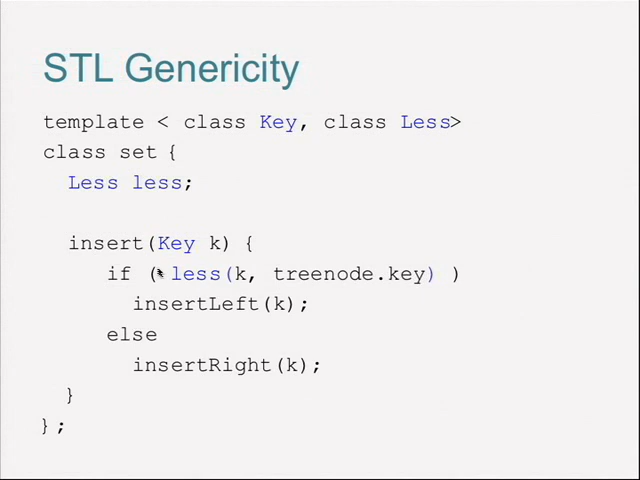 STL Genericity
template < class Key, class Less>
class set {
Less less;
insert(Key k) {
if ( less(k, treenode.key) )
insertLeft(k);
else
insertRight(k);
}
};